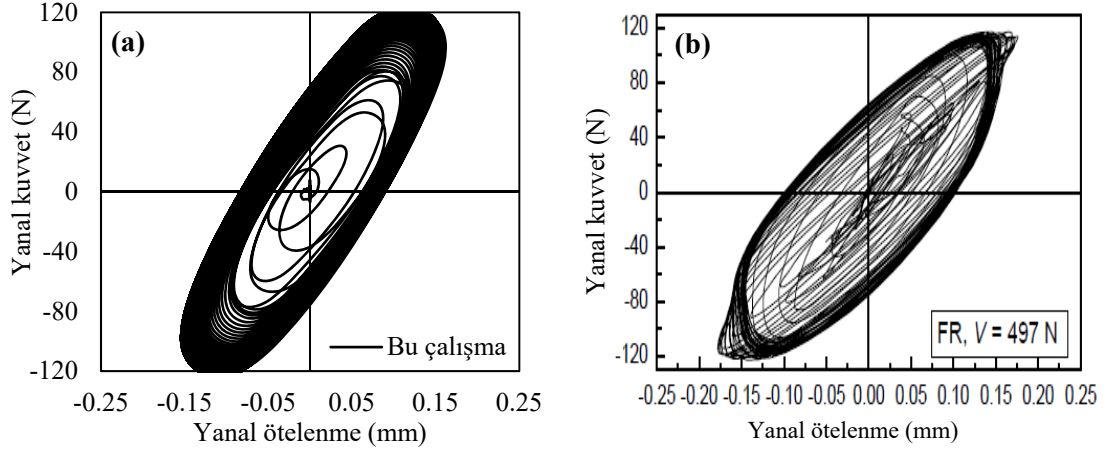 (a)
Yanal kuvvet (N)
120
80
40
0
-40
-80
-120
-0.25 -0.15 -0.05 0.05 0.15 0.25
Yanal ötelenme (mm)
Bu çalışma
(b)
Yanal kuvvet (N)
120
80
40
0
-40
-80
-120
-0.25 -0.20 -0.15 -0.10 -0.05 0.00 0.05 0.10 0.15 0.20 0.25
Yanal ötelenme (mm)
FR, V = 497 N